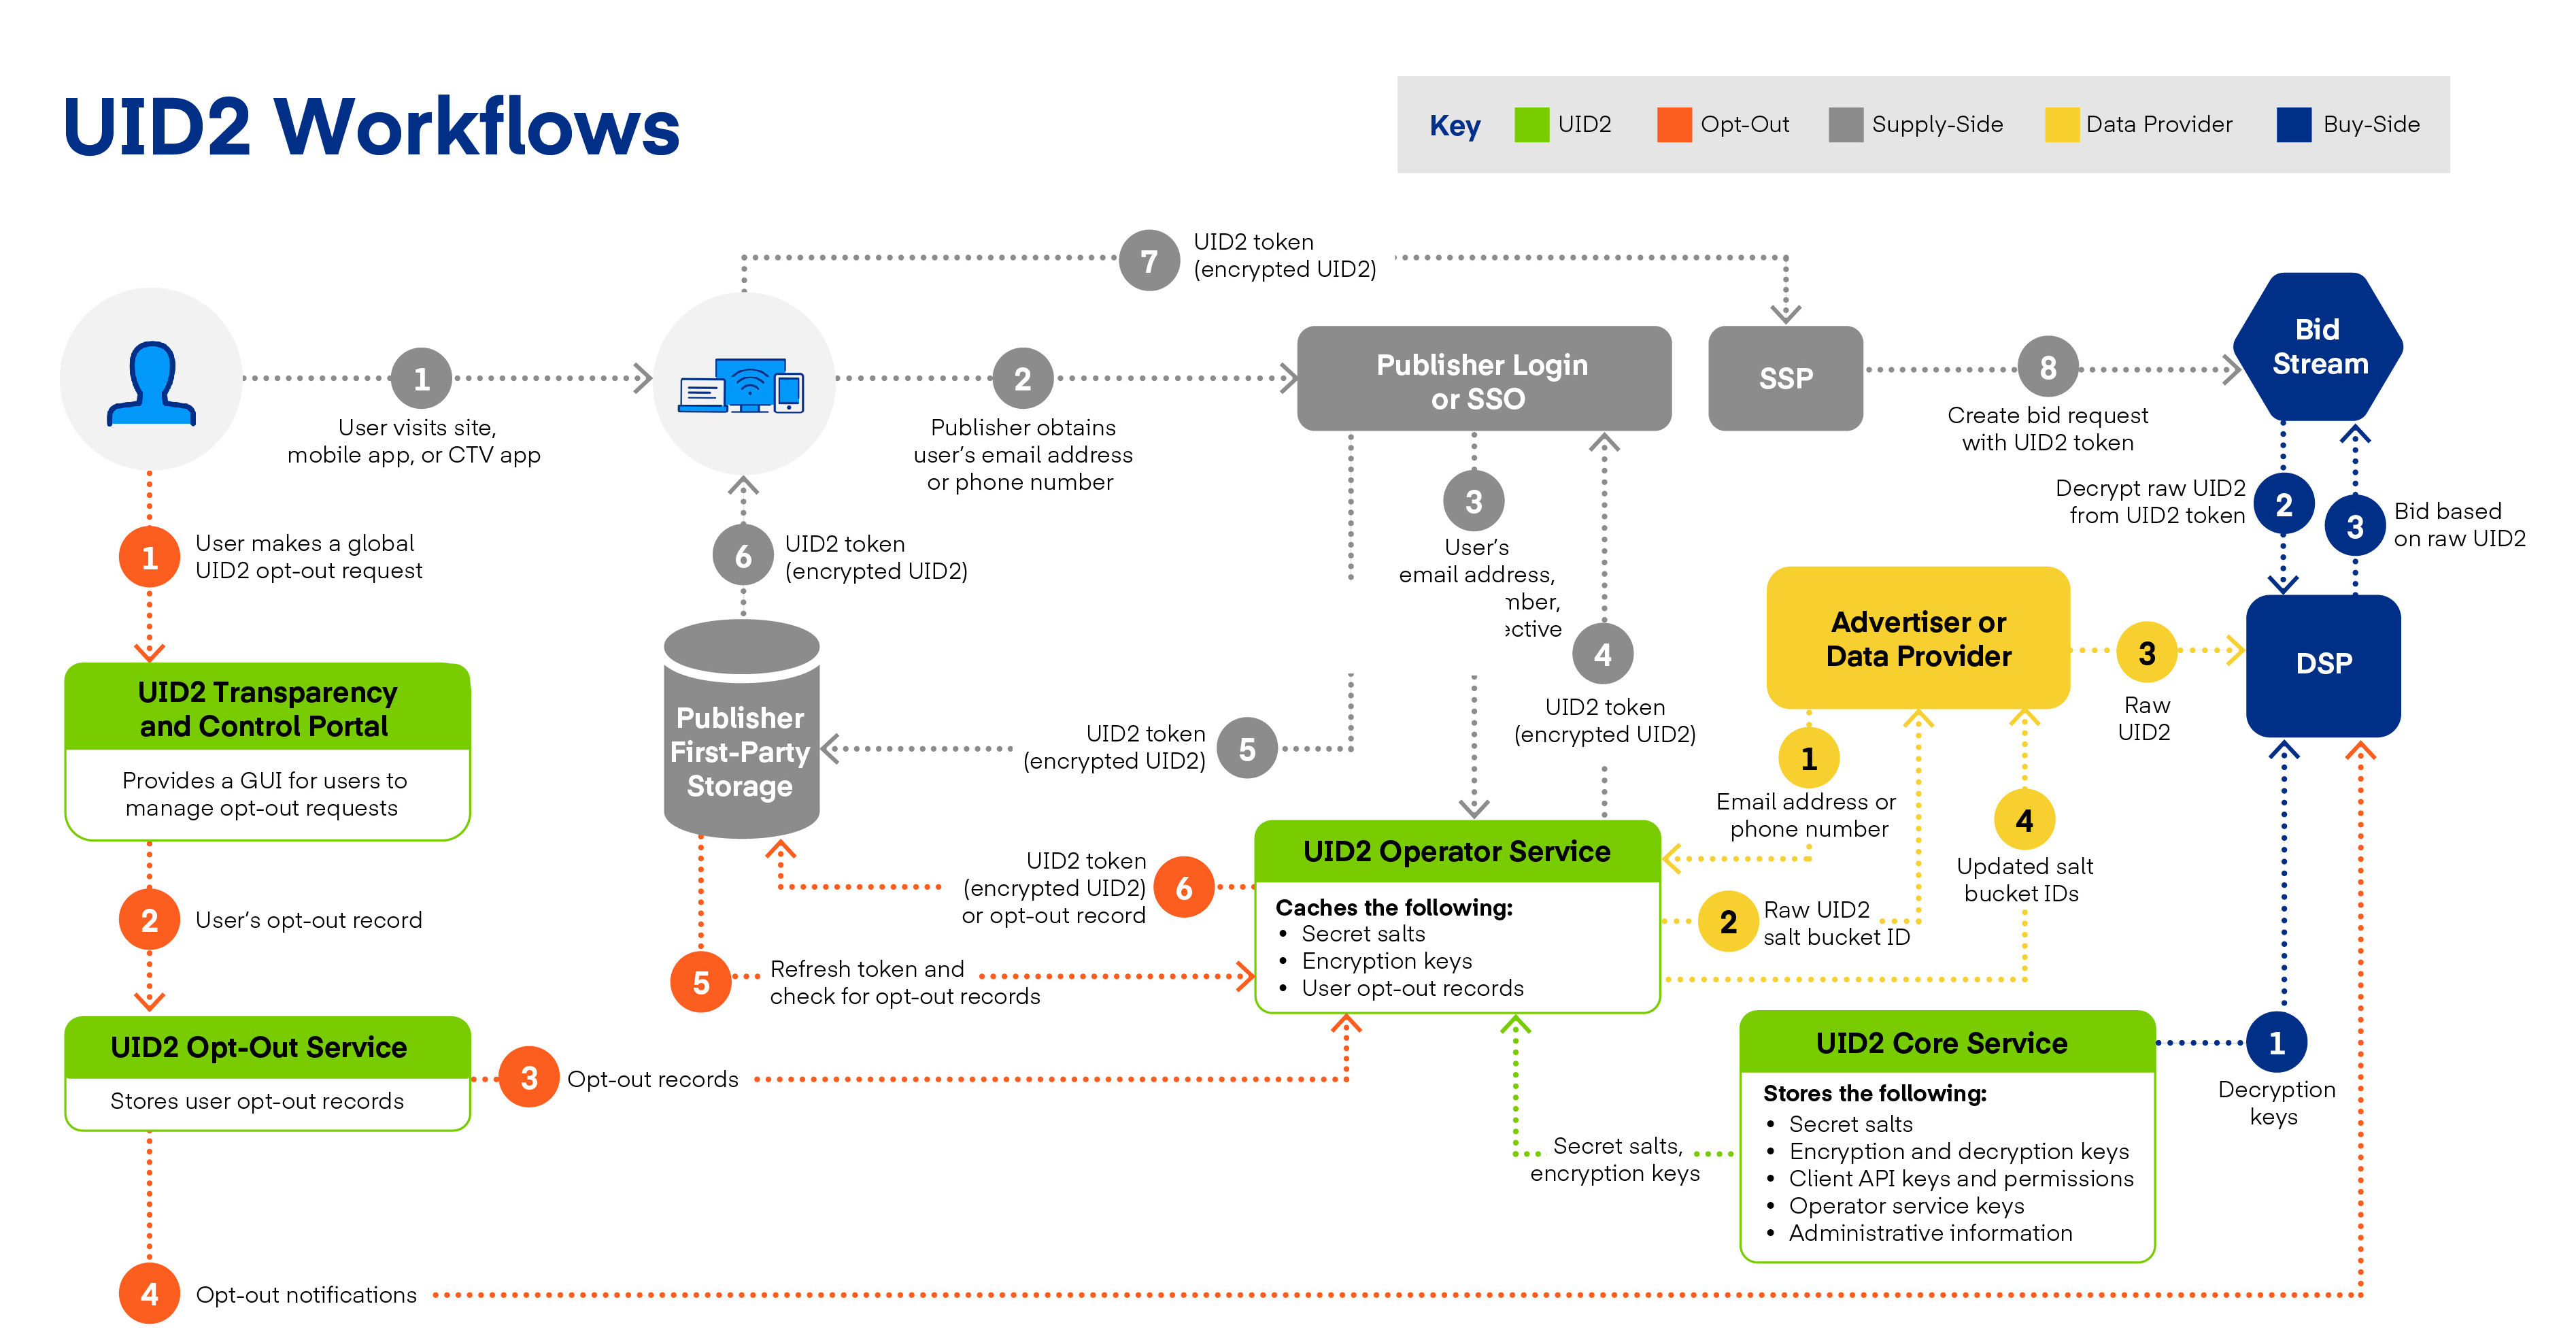 UID2 Workflows
Key
UID2
Opt-Out
Supply-Side
Data Provider
Buy-Side
7
UID2 token
(encrypted UID2)
1
User visits site,
mobile app, or CTV app
2
Publisher obtains
user’s email address
or phone number
Publisher Login
or SSO
SSP
8
Create bid request
with UID2 token
Bid
Stream
1
User makes a global
UID2 opt-out request
6
UID2 token
(encrypted UID2)
3
User’s
email address,
mber,
ective
4
UID2 token
(encrypted UID2)
Decrypt raw UID2
from UID2 token
2
3
Bid based
on raw UID2
Advertiser or
Data Provider
3
Raw
UID2
DSP
UID2 Transparency
and Control Portal
Provides a GUI for users to
manage opt-out requests
Publisher
First-Party
Storage
UID2 token
(encrypted UID2)
5
1
Email address or
phone number
4
Updated salt
bucket IDs
2
User’s opt-out record
UID2 token
(encrypted UID2)
or opt-out record
6
UID2 Operator Service
Caches the following:
• Secret salts
• Encryption keys
• User opt-out records
2
Raw UID2
salt bucket ID
5
Refresh token and
check for opt-out records
UID2 Opt-Out Service
Stores user opt-out records
3
Opt-out records
Secret salts,
encryption keys
UID2 Core Service
Stores the following:
• Secret salts
• Encryption and decryption keys
• Client API keys and permissions
• Operator service keys
• Administrative information
1
Decryption
keys
4
Opt-out notifications